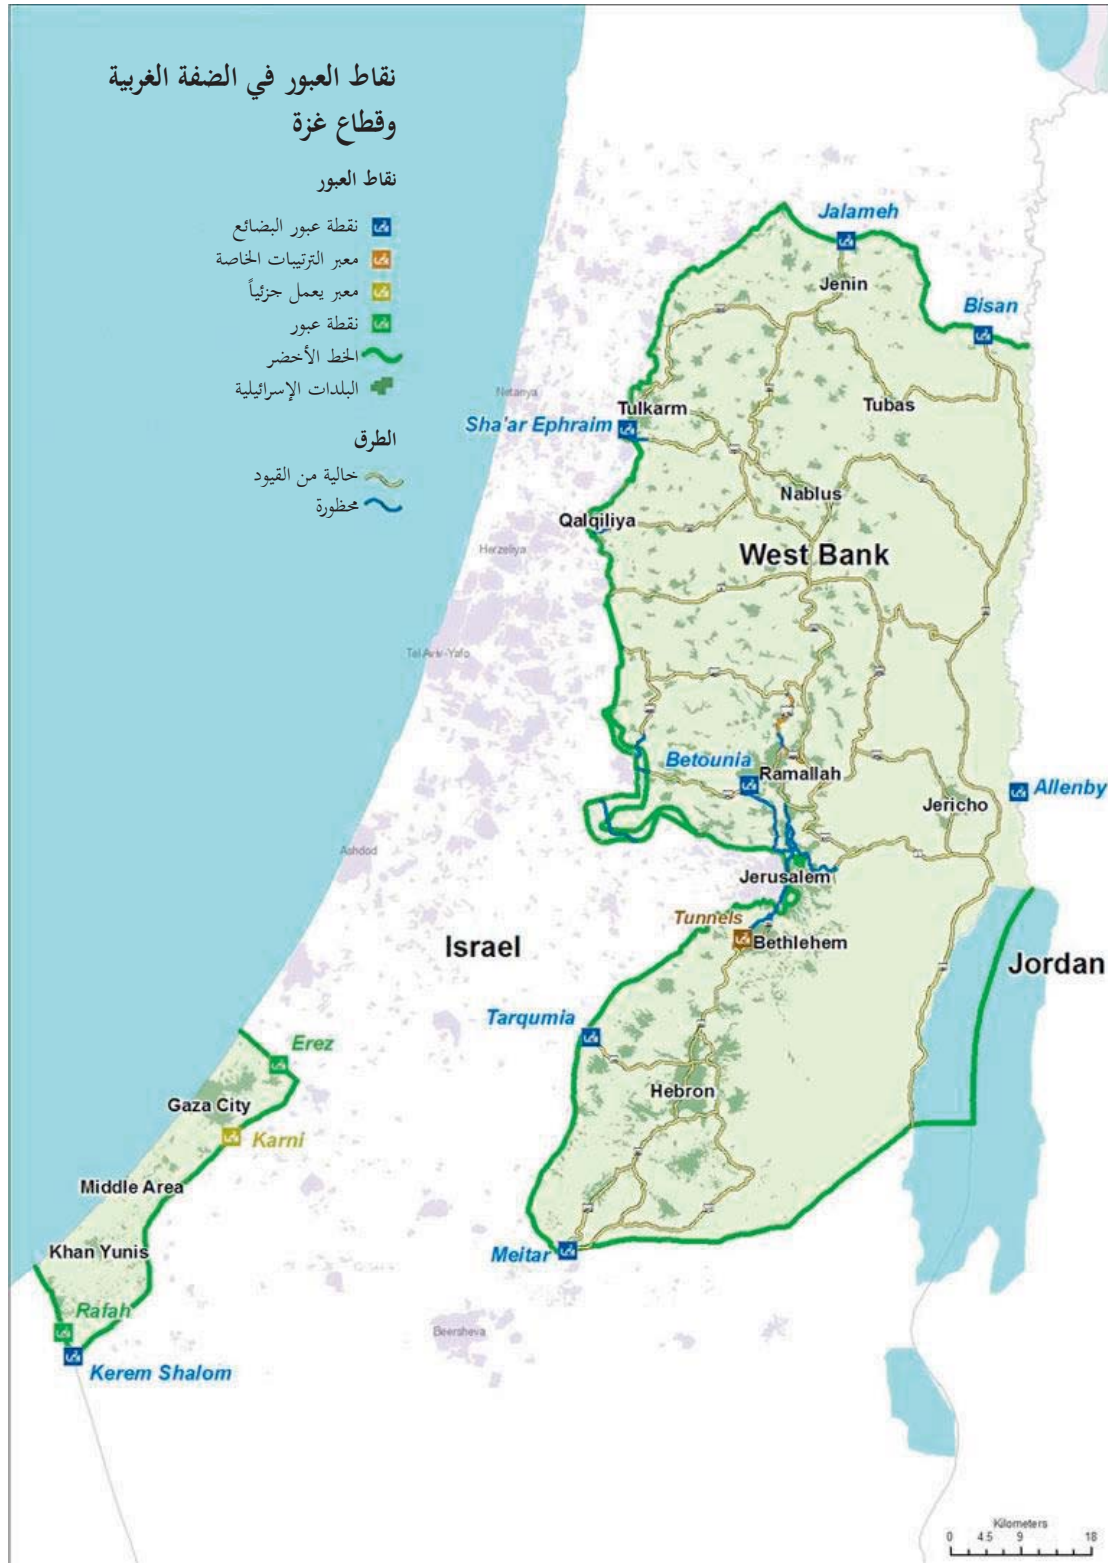 نقاط العبور في الضفة الغربية
وقطاع غزة
نقاط العبور
نقطة عبور البضائع
معبر الترتيبات الخاصة
معبر يعمل جزئياً
نقطة عبور
الخط الأخضر
البلدات الإسرائيلية
الطرق
خالية من القيود
محظورة
Jalameh
Jenin
Bisan
Netanya
Tulkarm
Tubas
Sha'ar Ephraim
Nablus
Qalqiliya
Herzeliya
West Bank
Tel Aviv-Yafo
Betounia
Ramallah
Allenby
Jericho
Ashdod
Jerusalem
Tunnels
Israel
Bethlehem
Jordan
Tarqumia
Erez
Hebron
Gaza City
Karni
Middle Area
Khan Yunis
Meitar
Rafah
Beersheva
Kerem Shalom
Kilometers
0 4.5 9 18